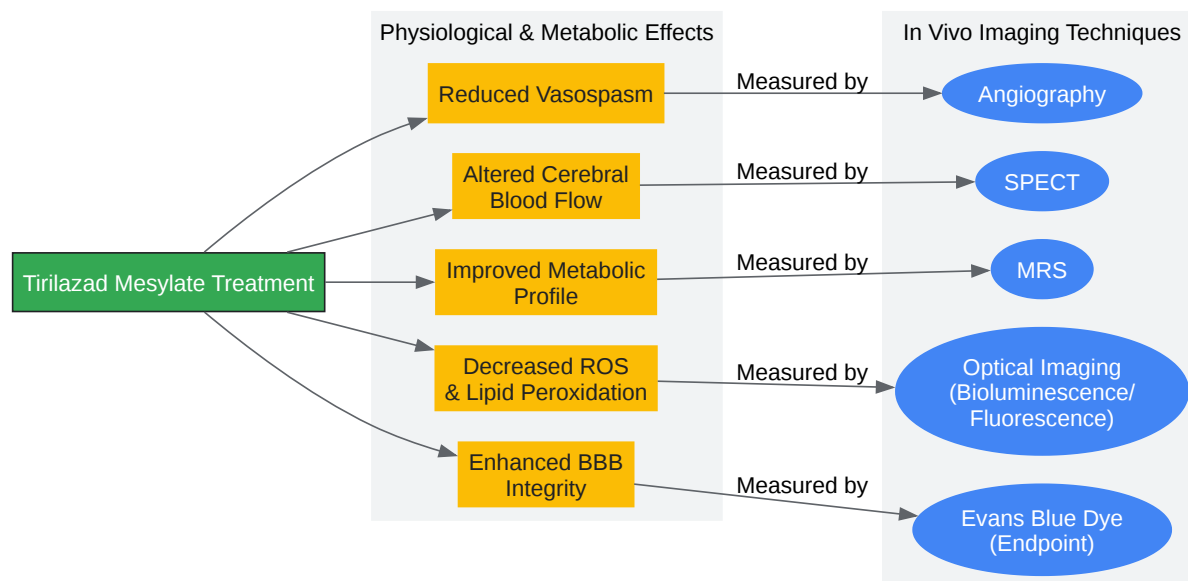 Physiological & Metabolic Effects
In Vivo Imaging Techniques
Tirilazad Mesylate Treatment
Reduced Vasospasm
Measured by
Angiography
Altered Cerebral
Blood Flow
Measured by
SPECT
Improved Metabolic
Profile
Measured by
MRS
Decreased ROS
& Lipid Peroxidation
Measured by
Optical Imaging
(Bioluminescence/
Fluorescence)
Enhanced BBB
Integrity
Measured by
Evans Blue Dye
(Endpoint)